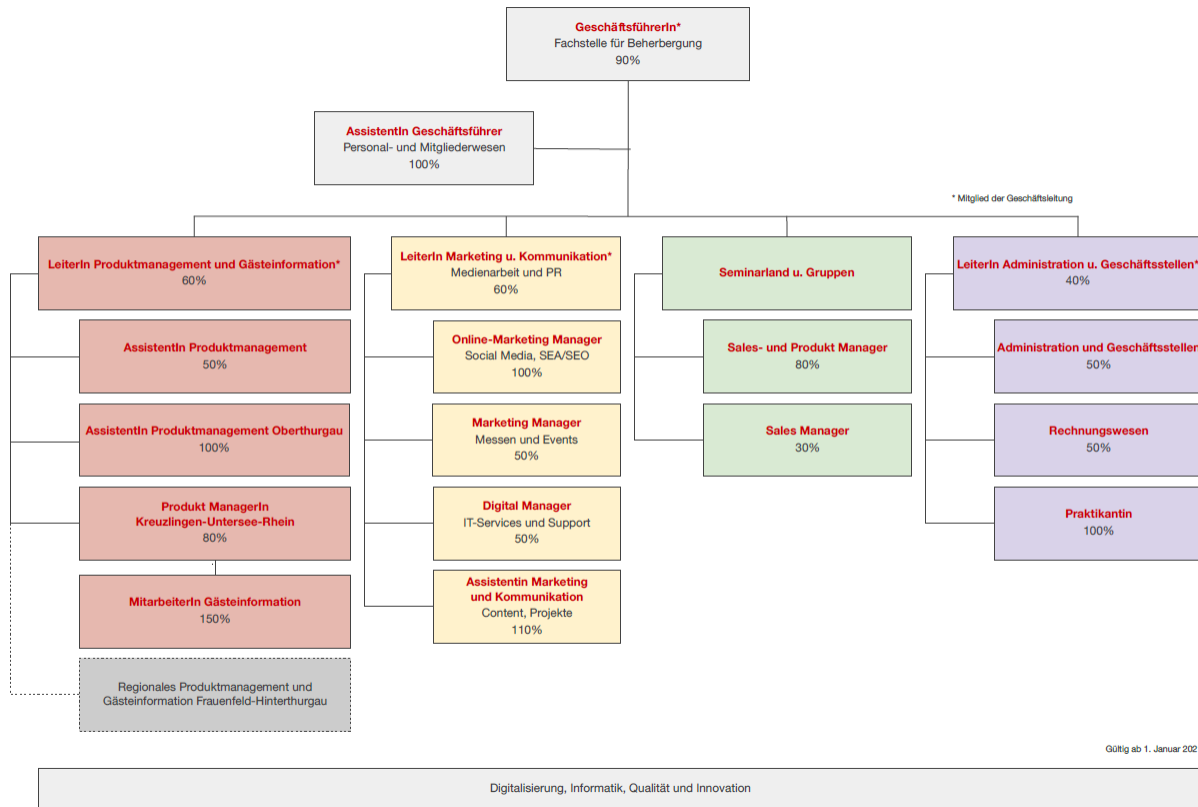 GeschäftsführerIn*
Fachstelle für Beherbergung
90%
AssistentIn Geschäftsführer
Personal- und Mitgliederwesen
100%
* Mitglied der Geschäftsleitung
LeiterIn Produktmanagement und Gästeinformation*
60%
AssistentIn Produktmanagement
50%
AssistentIn Produktmanagement Oberthurgau
100%
Produkt ManagerIn
Kreuzlingen-Untersee-Rhein
80%
MitarbeiterIn Gästeinformation
150%
Regionales Produktmanagement und
Gästeinformation Frauenfeld-Hinterthurgau
LeiterIn Marketing u. Kommunikation*
Medienarbeit und PR
60%
Online-Marketing Manager
Social Media, SEA/SEO
100%
Marketing Manager
Messen und Events
50%
Digital Manager
IT-Services und Support
50%
Assistentin Marketing
und Kommunikation
Content, Projekte
110%
Seminarland u. Gruppen
Sales- und Produkt Manager
80%
Sales Manager
30%
LeiterIn Administration u. Geschäftsstellen*
40%
Administration und Geschäftsstellen
50%
Rechnungswesen
50%
Praktikantin
100%
Gültig ab 1. Januar 202
Digitalisierung, Informatik, Qualität und Innovation